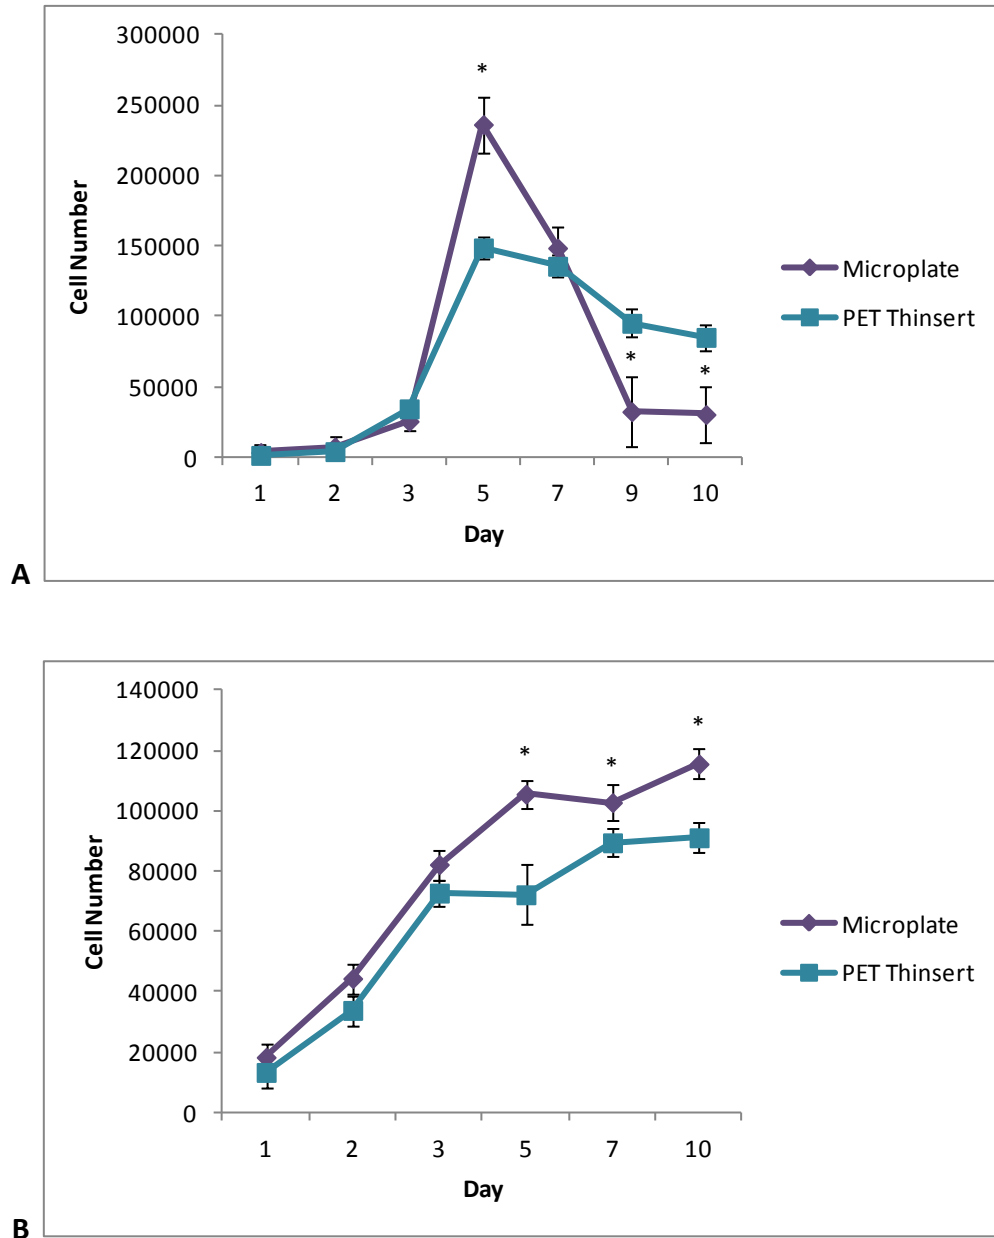 300000
250000
200000
150000
100000
50000
0
Cell Number
*
*
*
1 2 3 5 7 9 10
Day
Microplate
PET Thinsert
A
140000
120000
100000
80000
60000
40000
20000
0
Cell Number
*
*
*
1 2 3 5 7 10
Day
Microplate
PET Thinsert
B